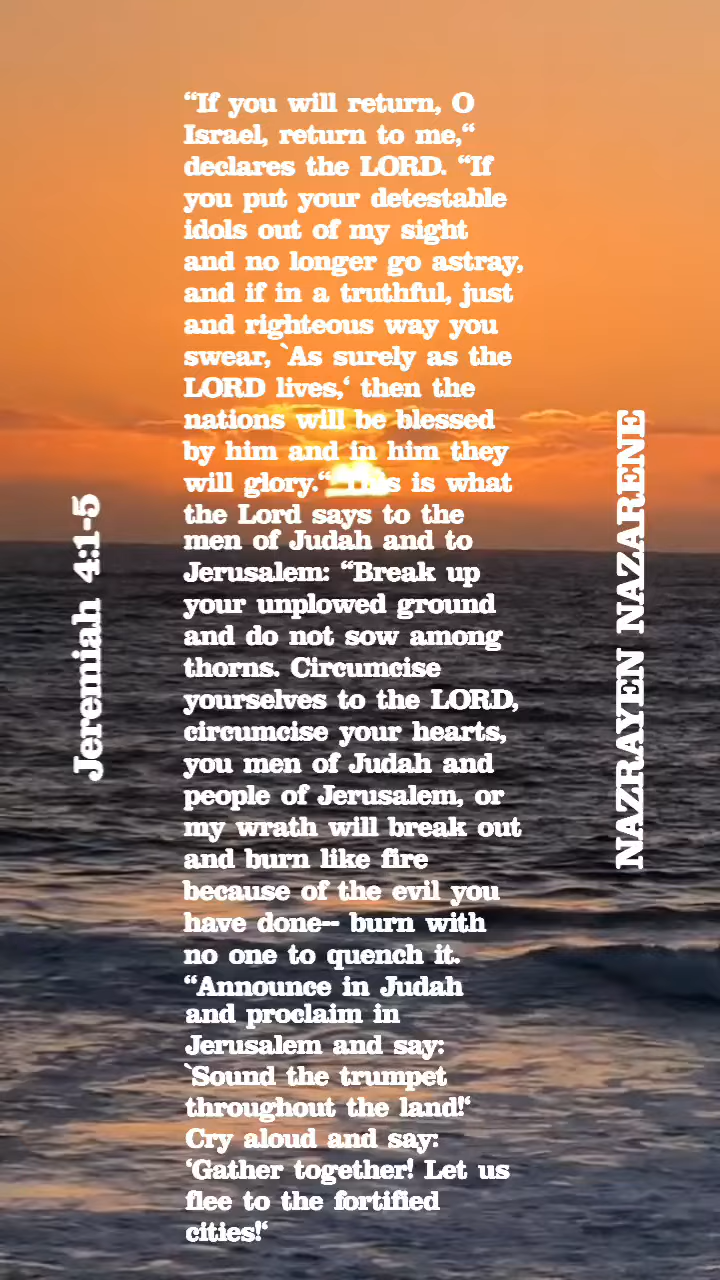 “If you will return, O
Israel, return to me,“
declares the LORD. “If
you put your detestable
idols out of my sight
and no longer go astray,
and if in a truthful, just
and righteous way you
swear, `As surely as the
LORD lives,‘ then the
nations will be blessed
by him and in him they
will glory.“ This is what
the Lord says to the
men of Judah and to
Jerusalem: “Break up
your unplowed ground
and do not sow among
thorns. Circumcise
yourselves to the LORD,
circumcise your hearts,
you men of Judah and
people of Jerusalem, or
my wrath will break out
and burn like fire
because of the evil you
have done-- burn with
no one to quench it.
“Announce in Judah
and proclaim in
Jerusalem and say:
`Sound the trumpet
throughout the land!‘
Cry aloud and say:
‘Gather together! Let us
flee to the fortified
cities!‘
Jeremiah 4:1-5
NAZRAYEN NAZARENE